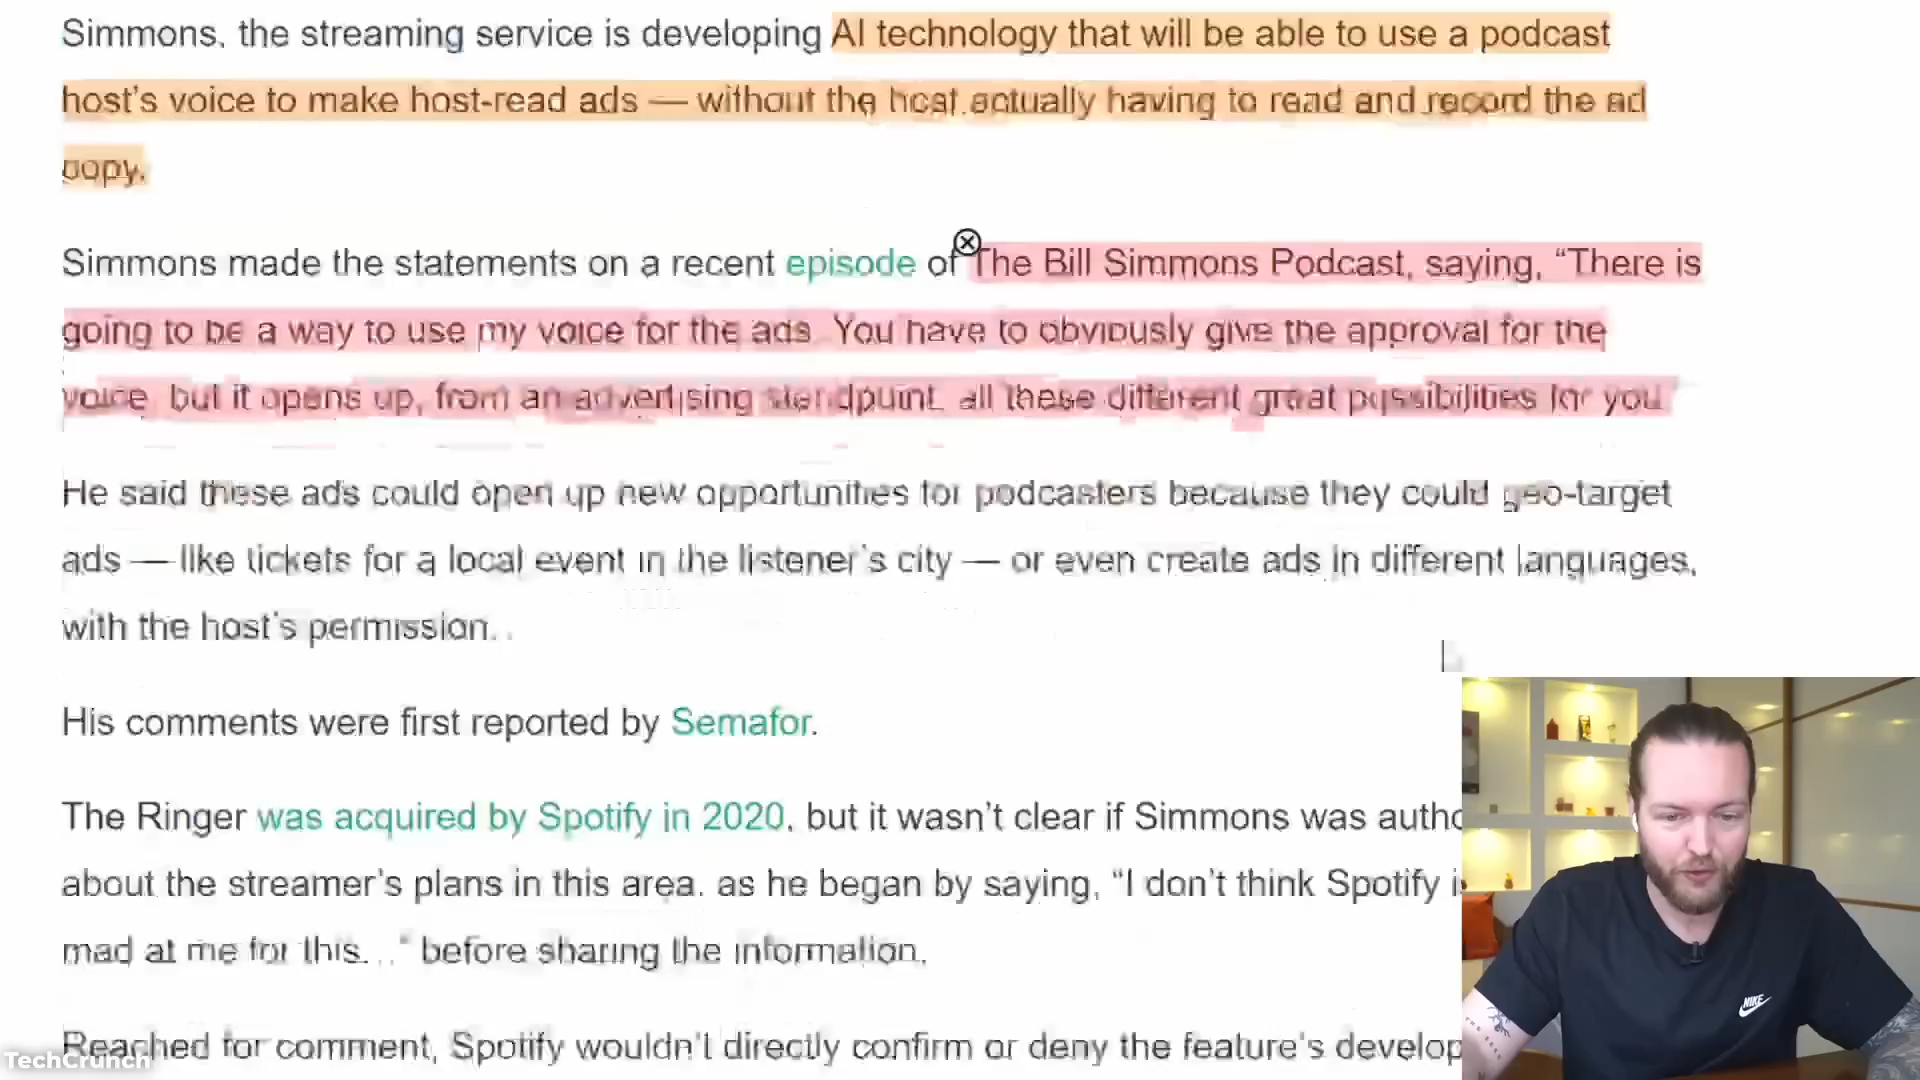 Simmons, the streaming service is developing AI technology that will be able to use a podcast
host's voice to make host-read ads — without the host actually having to read and record the ad
copy.
Simmons made the statements on a recent episode of The Bill Simmons Podcast, saying, “There is
going to be a way to use my voice for the ads. You have to obviously give the approval for the
voice, but it opens up, from an advertising standpoint, all these different great possibilities for you.”
He said these ads could open up new opportunities for podcasters because they could geo-target
ads — like tickets for a local event in the listener's city — or even create ads in different languages,
with the host's permission.
His comments were first reported by Semafor.
The Ringer was acquired by Spotify in 2020, but it wasn't clear if Simmons was autho
about the streamer's plans in this area, as he began by saying, “I don't think Spotify is
mad at me for this…” before sharing the information.
Reached for comment, Spotify wouldn't directly confirm or deny the feature's develop
TechCrunch
NIKE